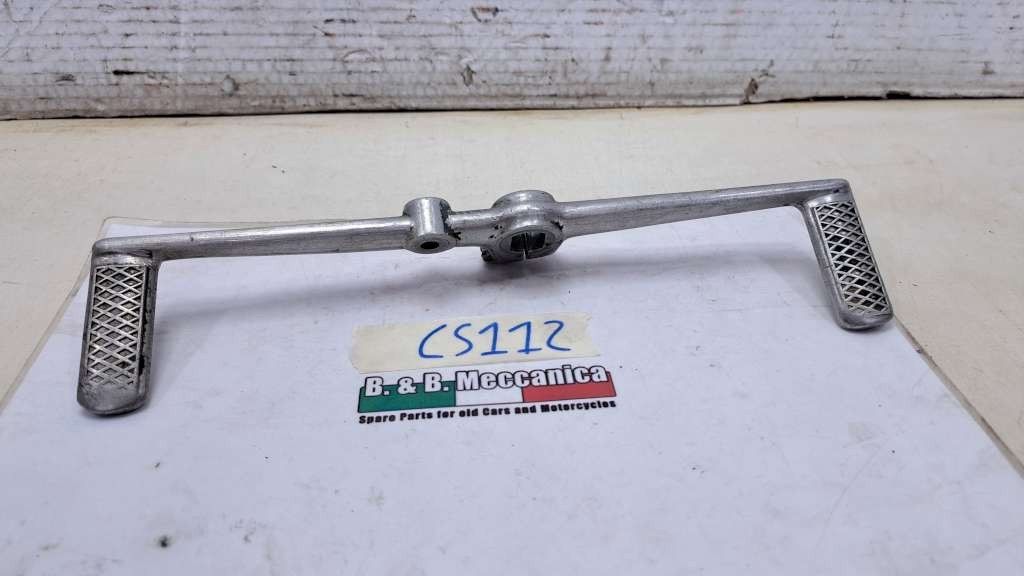 CS112
B. & B. Meccanica
Spare Parts for old Cars and Motorcycles